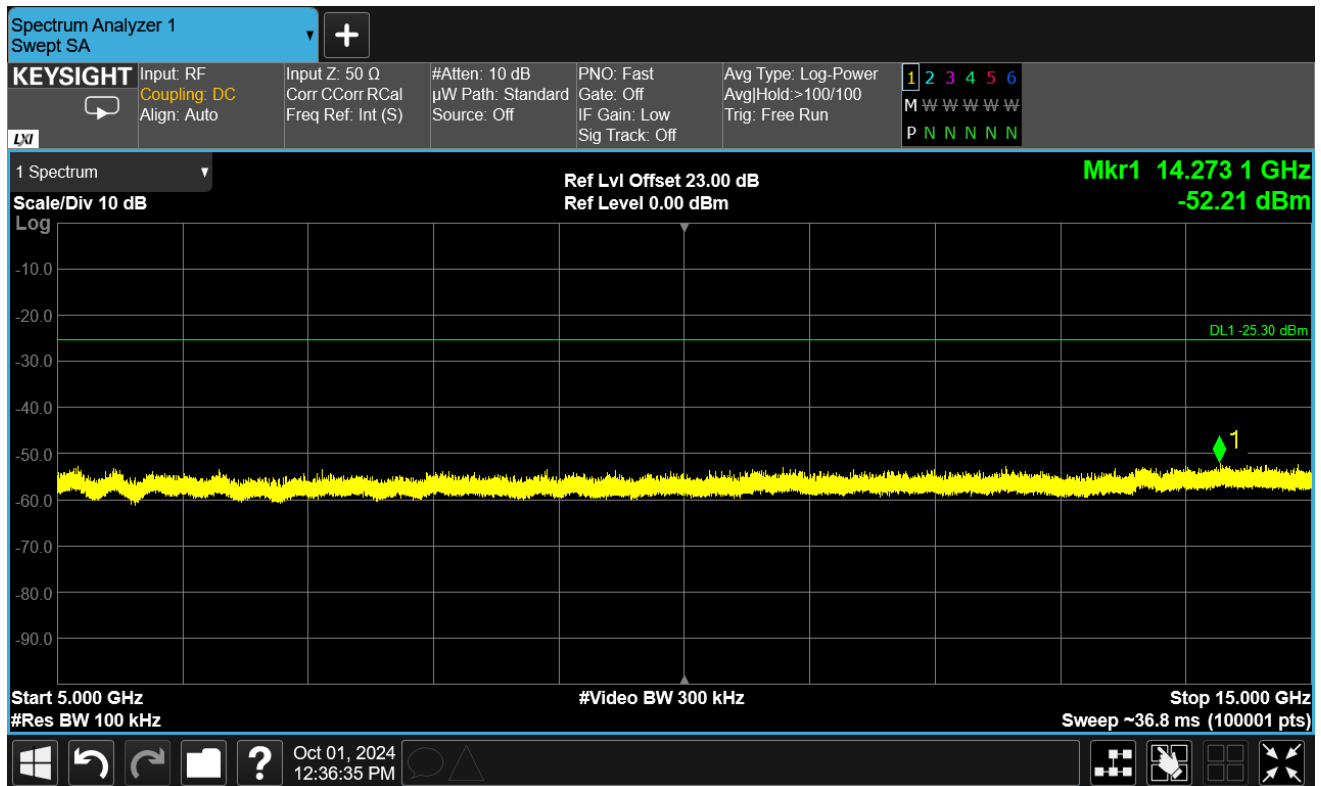 Spectrum Analyzer 1
Swept SA
KEYSIGHT
LXI
Input: RF
Coupling: DC
Align: Auto
Input Z: 50 Ω
Corr CCorr RCal
Freq Ref: Int (S)
#Atten: 10 dB
µW Path: Standard
Source: Off
PNO: Fast
Gate: Off
IF Gain: Low
Sig Track: Off
Avg Type: Log-Power
Avg|Hold:>100/100
Trig: Free Run
1 2 3 4 5 6
M W W W W W
P N N N N N
1 Spectrum
Scale/Div 10 dB
Ref Lvl Offset 23.00 dB
Ref Level 0.00 dBm
Mkr1 14.273 1 GHz
-52.21 dBm
Log
-10.0
-20.0
DL1 -25.30 dBm
-30.0
-40.0
1
-50.0
-60.0
-70.0
-80.0
-90.0
Start 5.000 GHz
#Video BW 300 kHz
Stop 15.000 GHz
#Res BW 100 kHz
Sweep ~36.8 ms (100001 pts)
?
Oct 01, 2024
12:36:35 PM